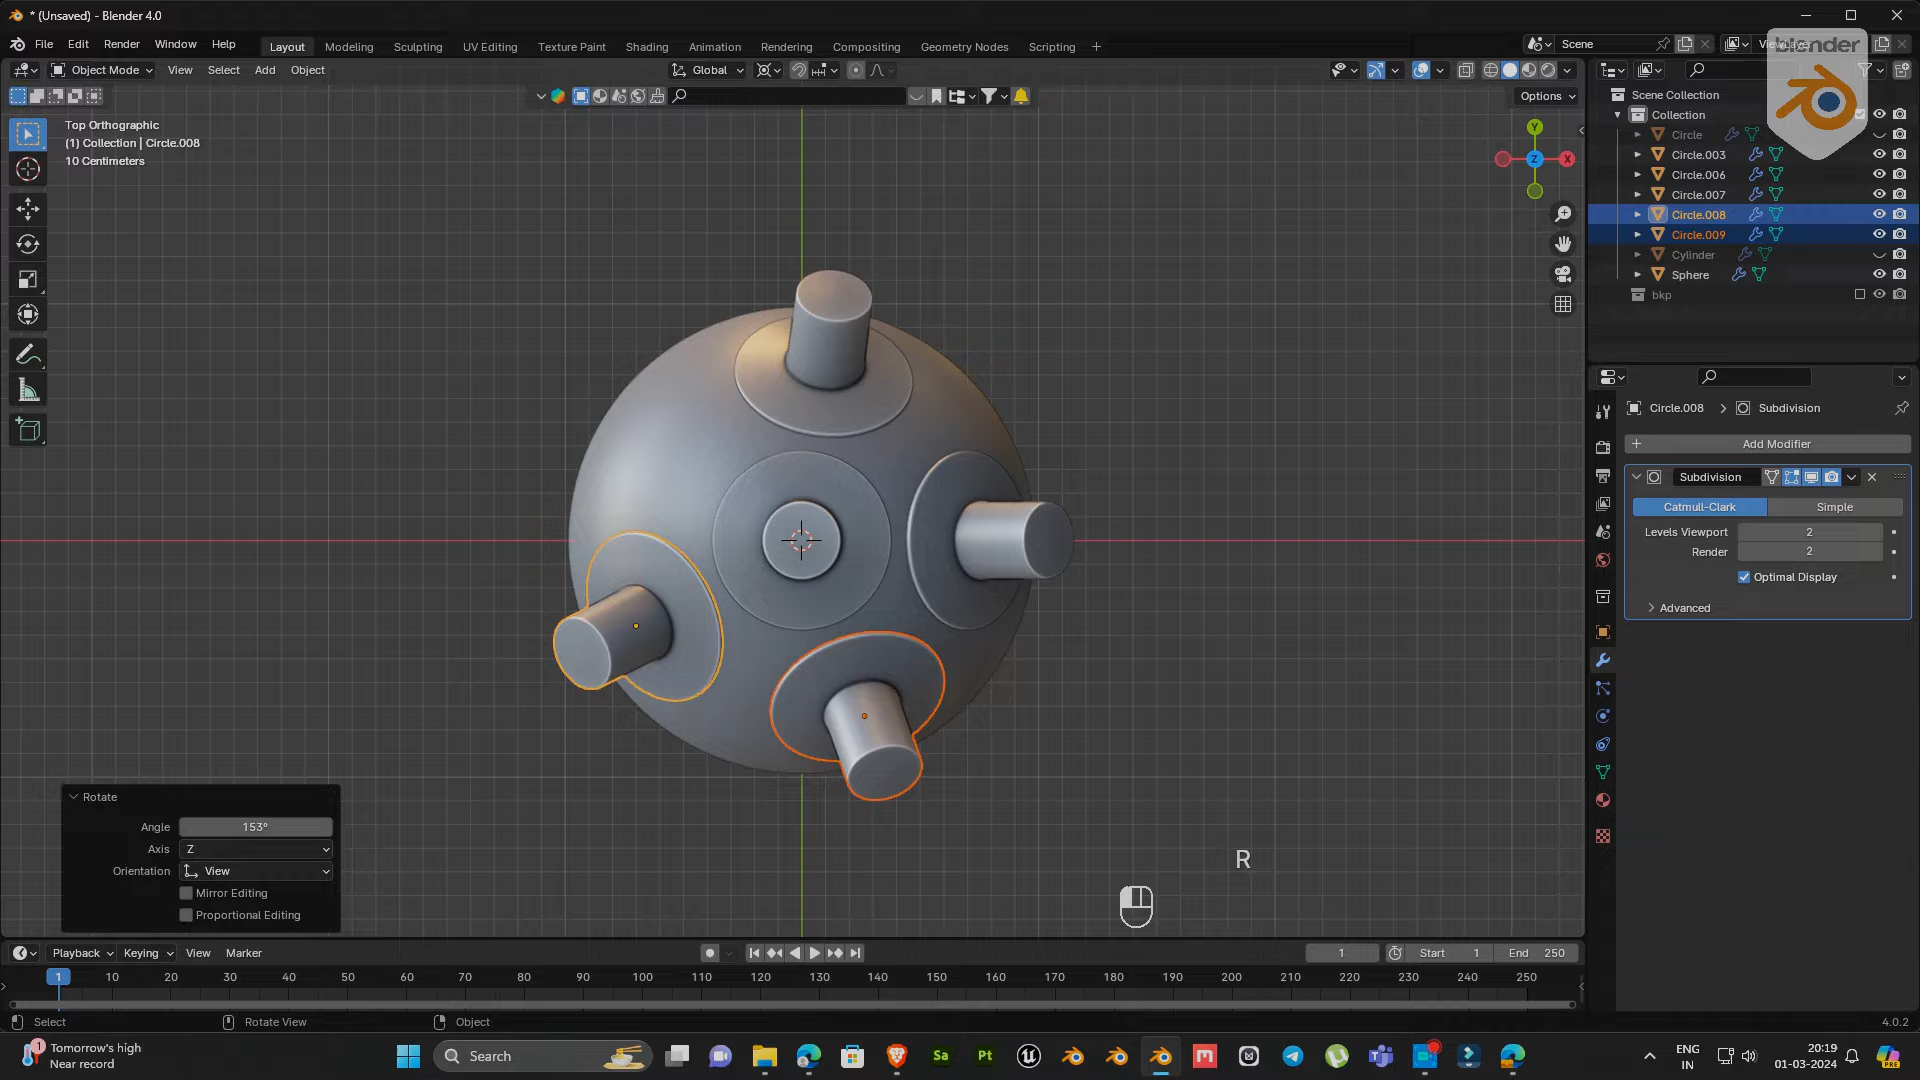 * (Unsaved) - Blender 4.0
File Edit Render Window Help
Layout Modeling Sculpting UV Editing Texture Paint Shading Animation Rendering Compositing Geometry Nodes Scripting +
Scene
ViewLayer
blender
Object Mode View Select Add Object
Global
Options
Top Orthographic
(1) Collection | Circle.008
10 Centimeters
Y
Z
X
Scene Collection
Collection
Circle
Circle.003
Circle.006
Circle.007
Circle.008
Circle.009
Cylinder
Sphere
bkp
Circle.008 > Subdivision
+ Add Modifier
Subdivision
Catmull-Clark Simple
Levels Viewport 2
Render 2
Optimal Display
Advanced
Rotate
Angle 153°
Axis Z
Orientation View
Mirror Editing
Proportional Editing
R
Playback Keying View Marker
1 Start 1 End 250
1 10 20 30 40 50 60 70 80 90 100 110 120 130 140 150 160 170 180 190 200 210 220 230 240 250
Select Rotate View Object
4.0.2
1
Tomorrow's high
Near record
Search
Sa
Pt
ENG
IN
20:19
01-03-2024
PRE